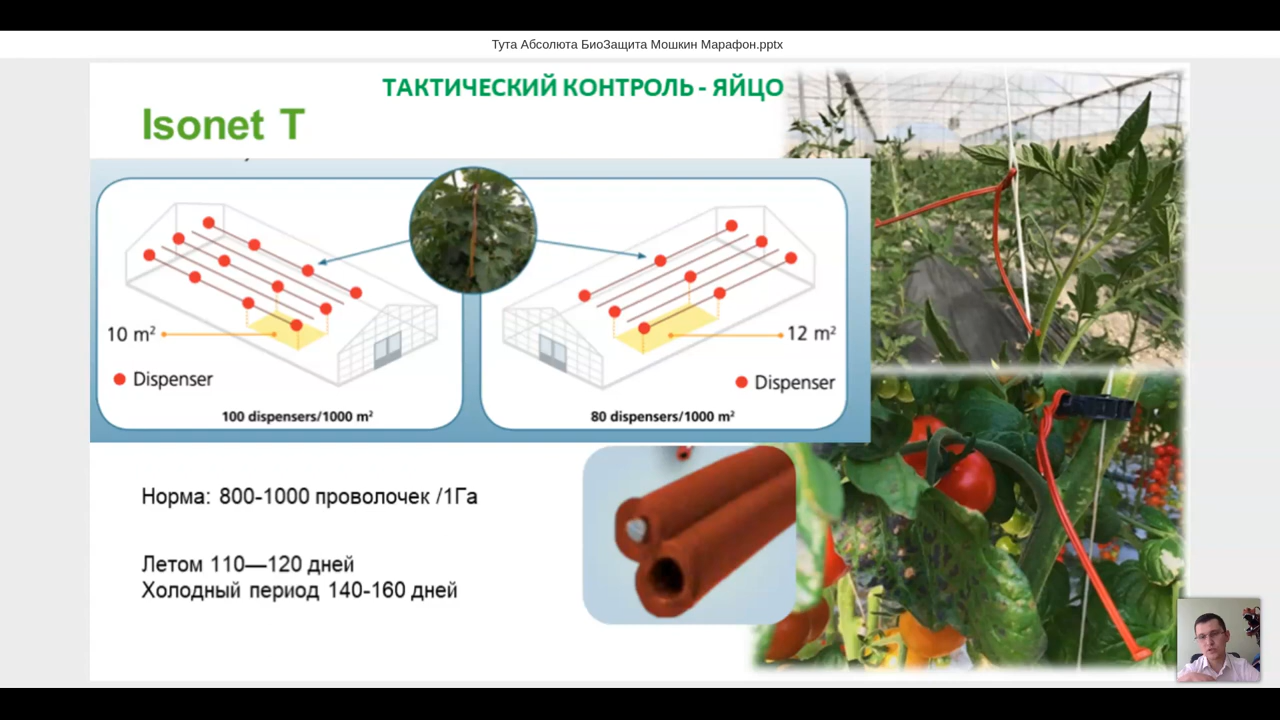 Тута Абсолюта БиоЗащита Мошкин Марафон.pptx
ТАКТИЧЕСКИЙ КОНТРОЛЬ - ЯЙЦО
Isonet T
10 m²
Dispenser
100 dispensers/1000 m²
12 m²
Dispenser
80 dispensers/1000 m²
Норма: 800-1000 проволочек /1Га
Летом 110—120 дней
Холодный период 140-160 дней